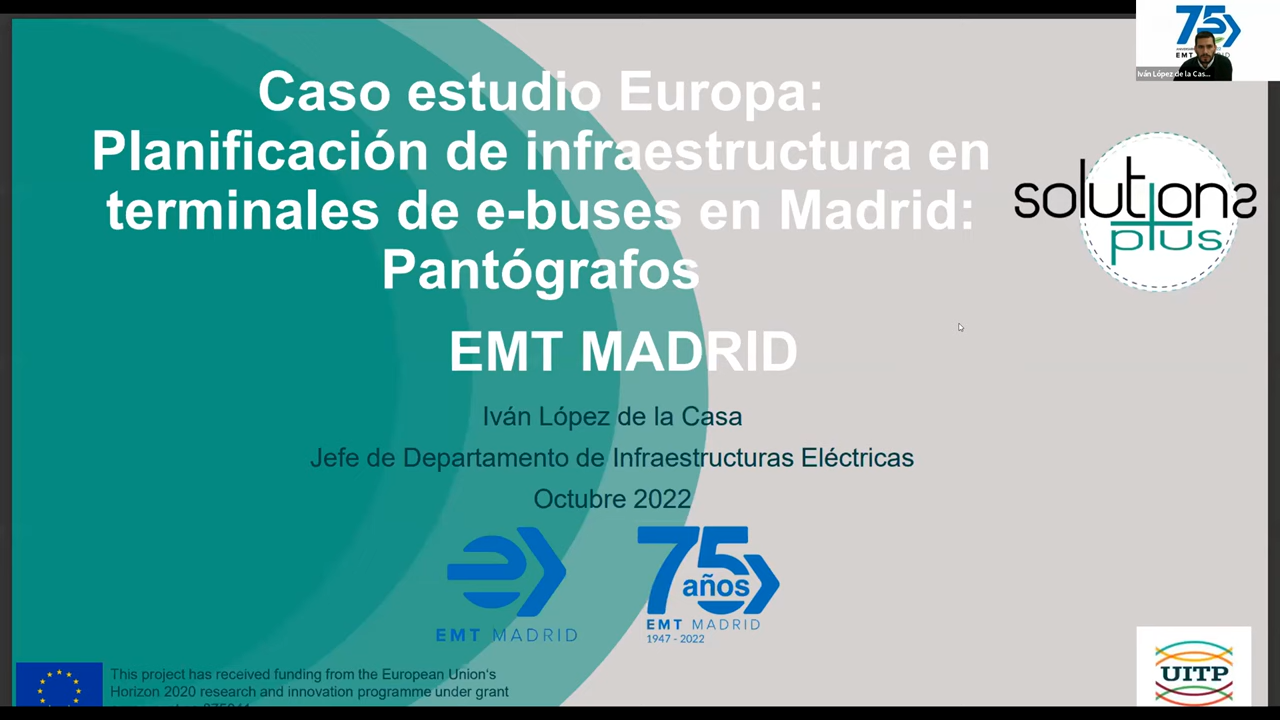 75
EMT MADRID
Iván López de la Cas...
Caso estudio Europa:
Planificación de infraestructura en
terminales de e-buses en Madrid:
Pantógrafos
solutions
plus
EMT MADRID
Iván López de la Casa
Jefe de Departamento de Infraestructuras Eléctricas
Octubre 2022
EMT MADRID
75
años
EMT MADRID
1947 - 2022
This project has received funding from the European Union's
Horizon 2020 research and innovation programme under grant
UITP